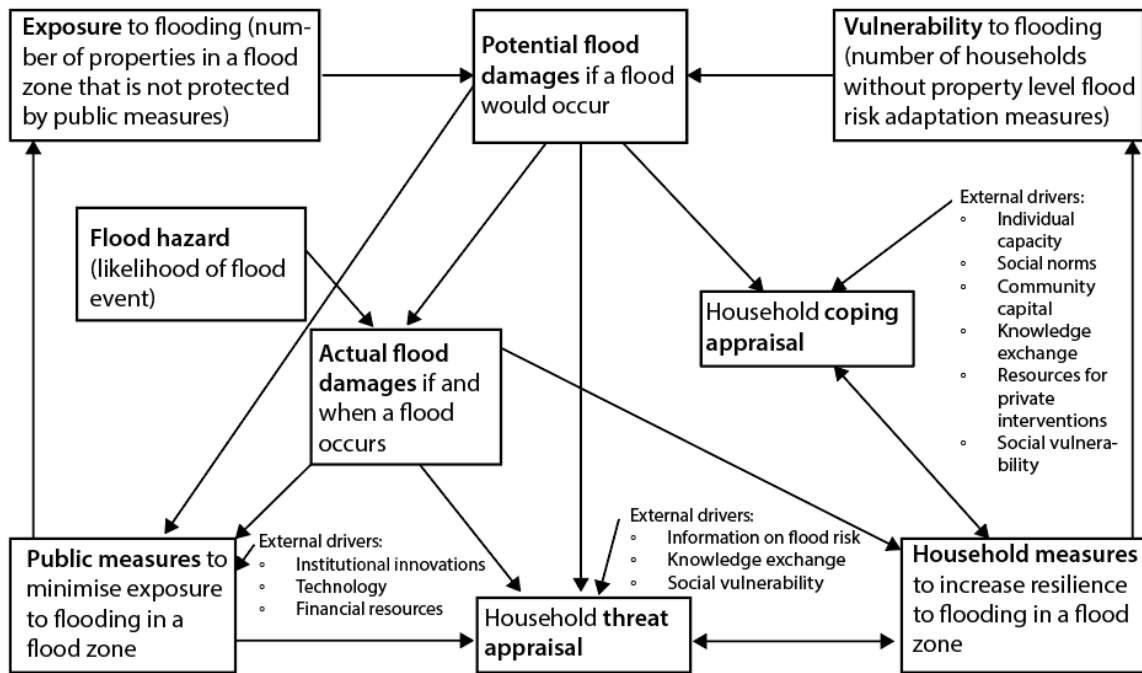 Exposure to flooding (num-
ber of properties in a flood
zone that is not protected
by public measures)
Potential flood
damages if a flood
would occur
Vulnerability to flooding
(number of households
without property level flood
risk adaptation measures)
Flood hazard
(likelihood of flood
event)
External drivers:
° Individual
capacity
° Social norms
° Community
capital
° Knowledge
exchange
° Resources for
private
interventions
° Social vulnera-
bility
Household coping
appraisal
Actual flood
damages if and
when a flood
occurs
Public measures to
minimise exposure
to flooding in a
flood zone
External drivers:
° Institutional innovations
° Technology
° Financial resources
External drivers:
° Information on flood risk
° Knowledge exchange
° Social vulnerability
Household threat
appraisal
Household measures
to increase resilience
to flooding in a flood
zone